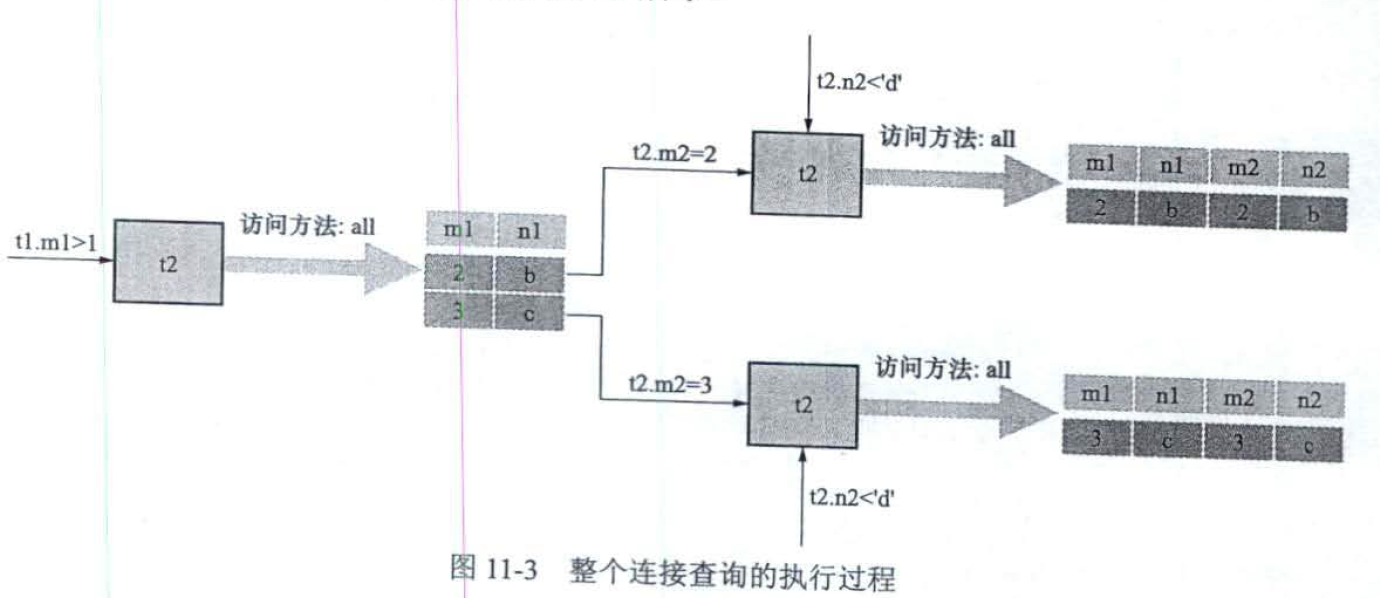 t2.n2<'d'
访问方法: all
t2.m2=2
t2
m1 n1 m2 n2
2 b 2 b
t1.m1>1
t2
访问方法: all
m1 n1
2 b
3 c
t2.m2=3
t2
访问方法: all
m1 n1 m2 n2
3 c 3 c
t2.n2<'d'
图 11-3 整个连接查询的执行过程